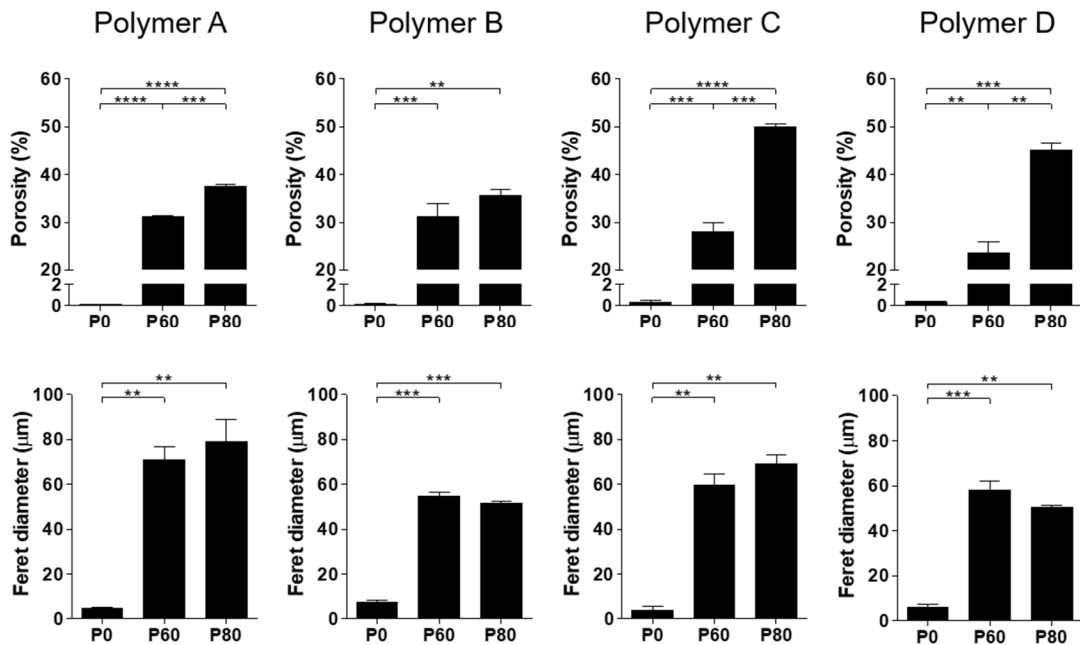 Polymer A
Polymer B
Polymer C
Polymer D
Porosity (%)
60
50
40
30
20
2
0
****
****
***
P0
P60
P80
Porosity (%)
60
50
40
30
20
2
0
**
***
P0
P60
P80
Porosity (%)
60
50
40
30
20
2
0
****
***
***
P0
P60
P80
Porosity (%)
60
50
40
30
20
2
0
***
**
**
P0
P60
P80
Feret diameter (µm)
100
80
60
40
20
0
**
**
P0
P60
P80
Feret diameter (µm)
100
80
60
40
20
0
***
***
P0
P60
P80
Feret diameter (µm)
100
80
60
40
20
0
**
**
P0
P60
P80
Feret diameter (µm)
100
80
60
40
20
0
**
***
P0
P60
P80